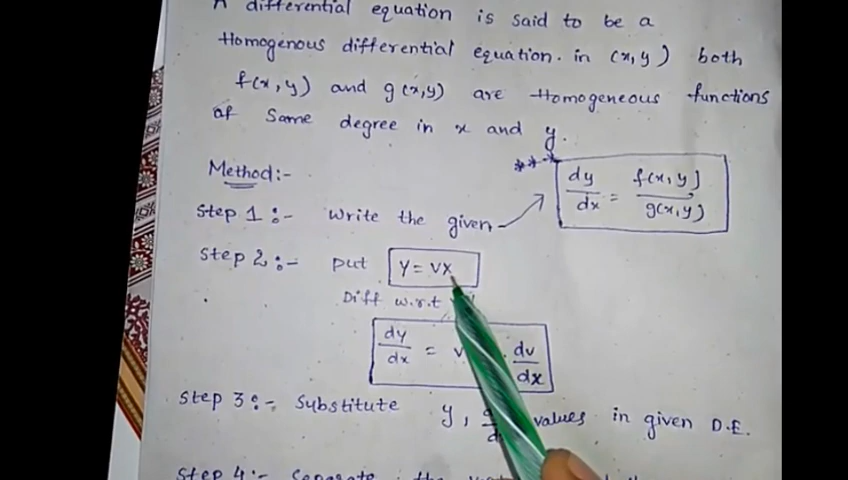 A differential equation is said to be a
Homogenous differential equation. in (x,y) both
f(x,y) and g(x,y) are Homogeneous functions
of Same degree in x and y.
Method:-
***
dy/dx = f(x,y)/g(x,y)
Step 1:- Write the given
Step 2:- Put y = vx
Diff w.r.t
dy/dx = v dv/dx
Step 3:- Substitute y, values in given D.E.
Step 4:- Separate the